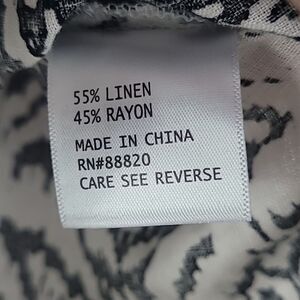 55% LINEN
45% RAYON
MADE IN CHINA
RN#88820
CARE SEE REVERSE